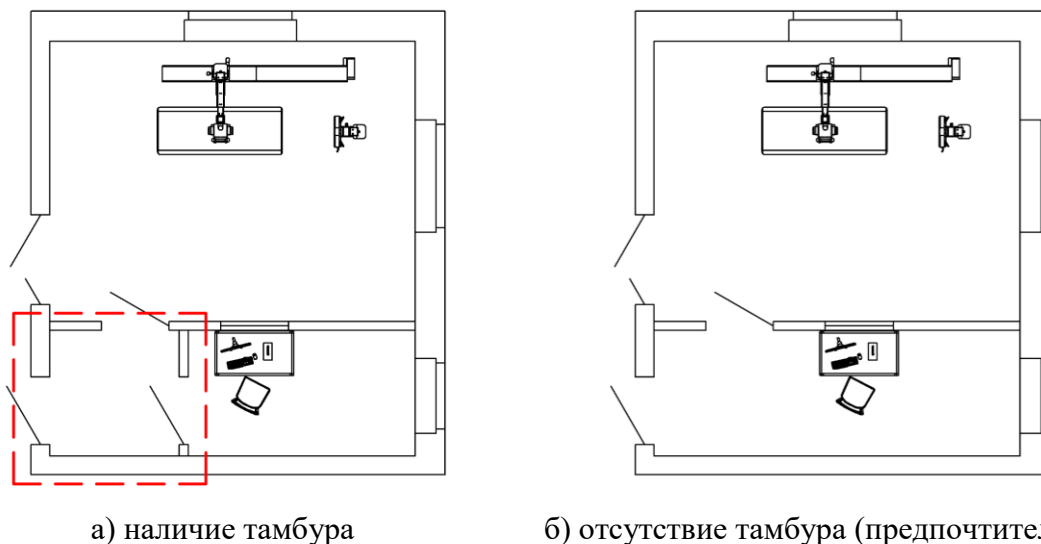 а) наличие тамбура
б) отсутствие тамбура (предпочтител